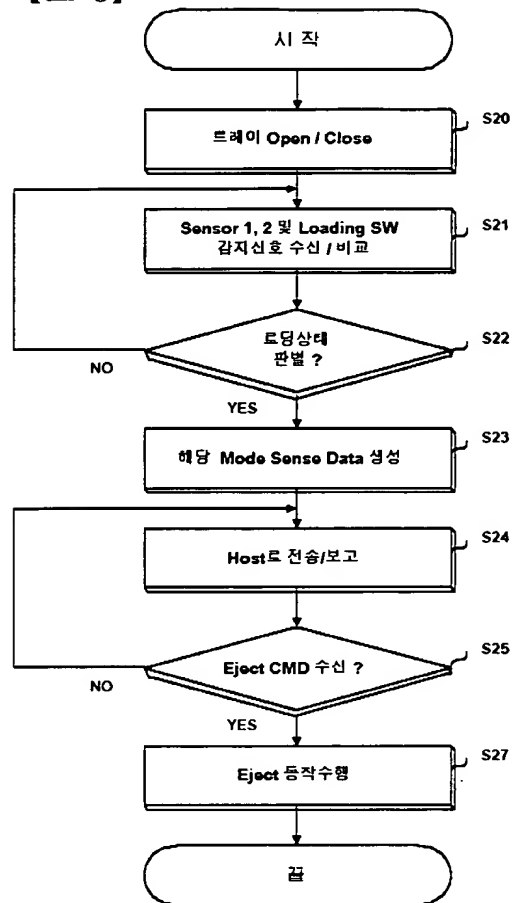 시 작
트레이 Open / Close
S20
Sensor 1, 2 및 Loading SW
감지신호 수신 / 비교
S21
로딩상태
판별 ?
S22
NO
YES
해당 Mode Sense Data 생성
S23
Host로 전송/보고
S24
Eject CMD 수신 ?
S25
NO
YES
Eject 동작수행
S27
끝